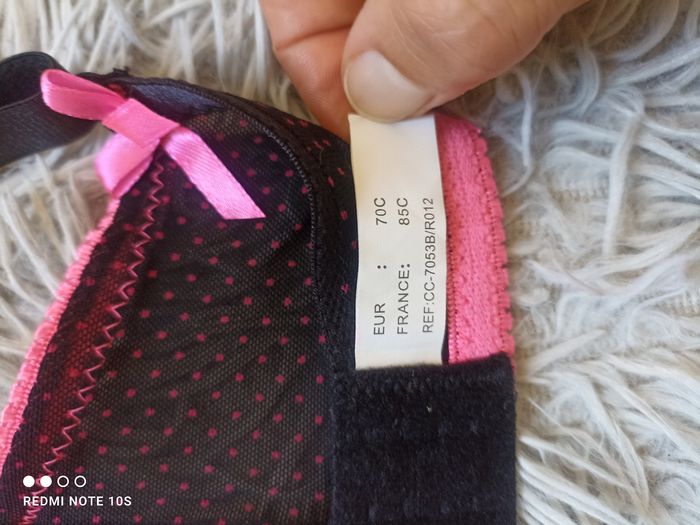 EUR : 70C
FRANCE: 85C
REF:CC-7053B/R012
REDMI NOTE 10S